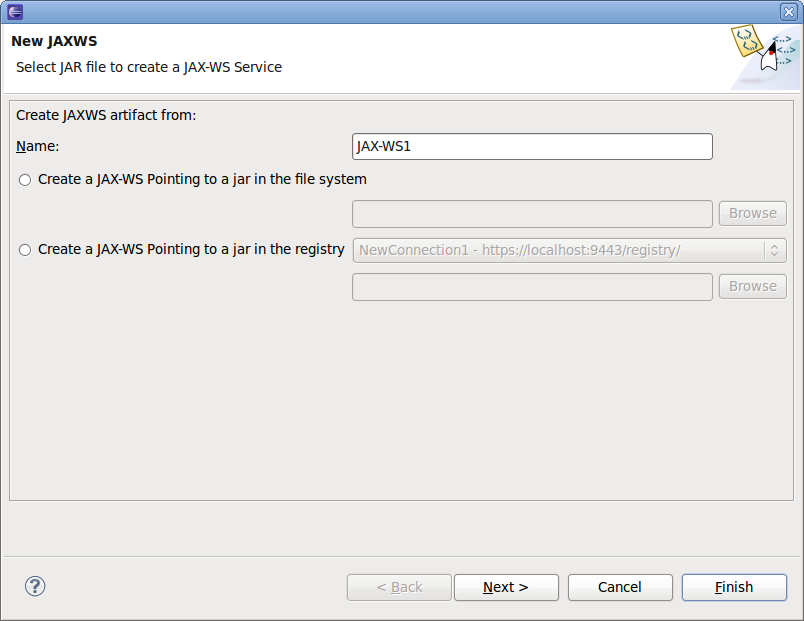 New JAXWS
Select JAR file to create a JAX-WS Service
Create JAXWS artifact from:
Name: JAX-WS1
Create a JAX-WS Pointing to a jar in the file system
Browse
Create a JAX-WS Pointing to a jar in the registry NewConnection1 - https://localhost:9443/registry/
Browse
? < Back Next > Cancel Finish